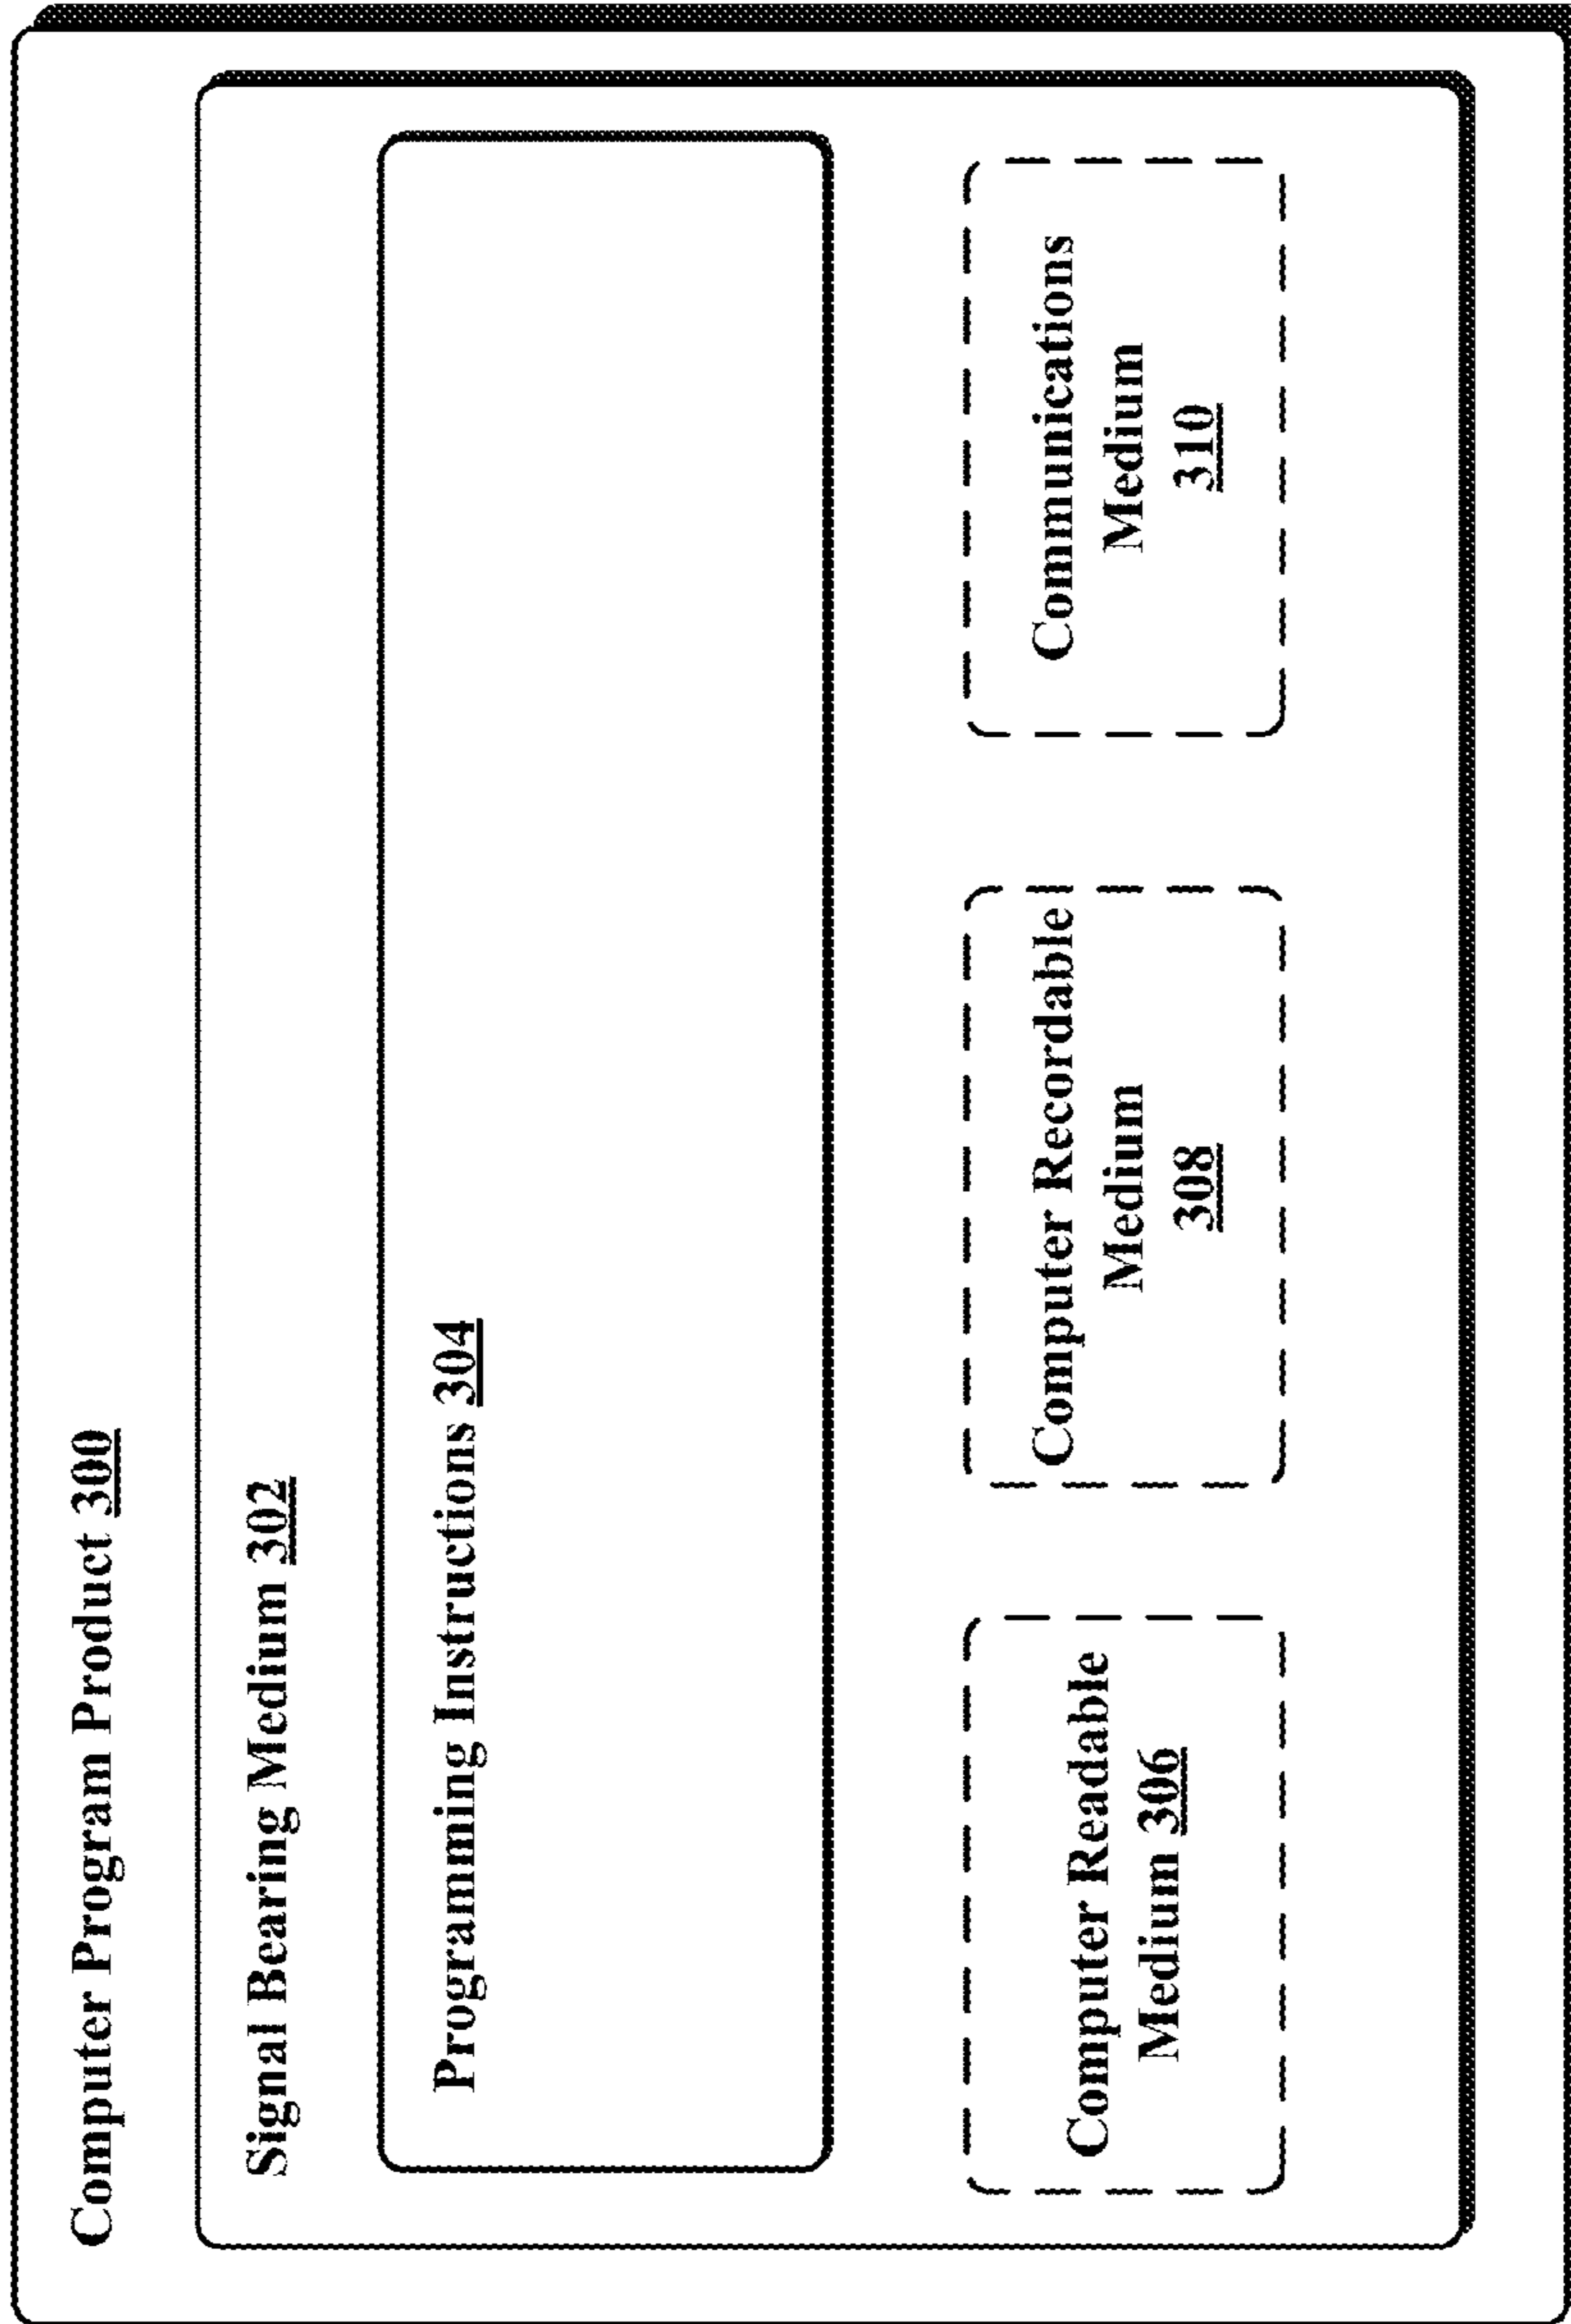 Computer Program Product 300
Signal Bearing Medium 302
Programming Instructions 304
Computer Readable
Medium 306
Computer Recordable
Medium
308
Communications
Medium
310